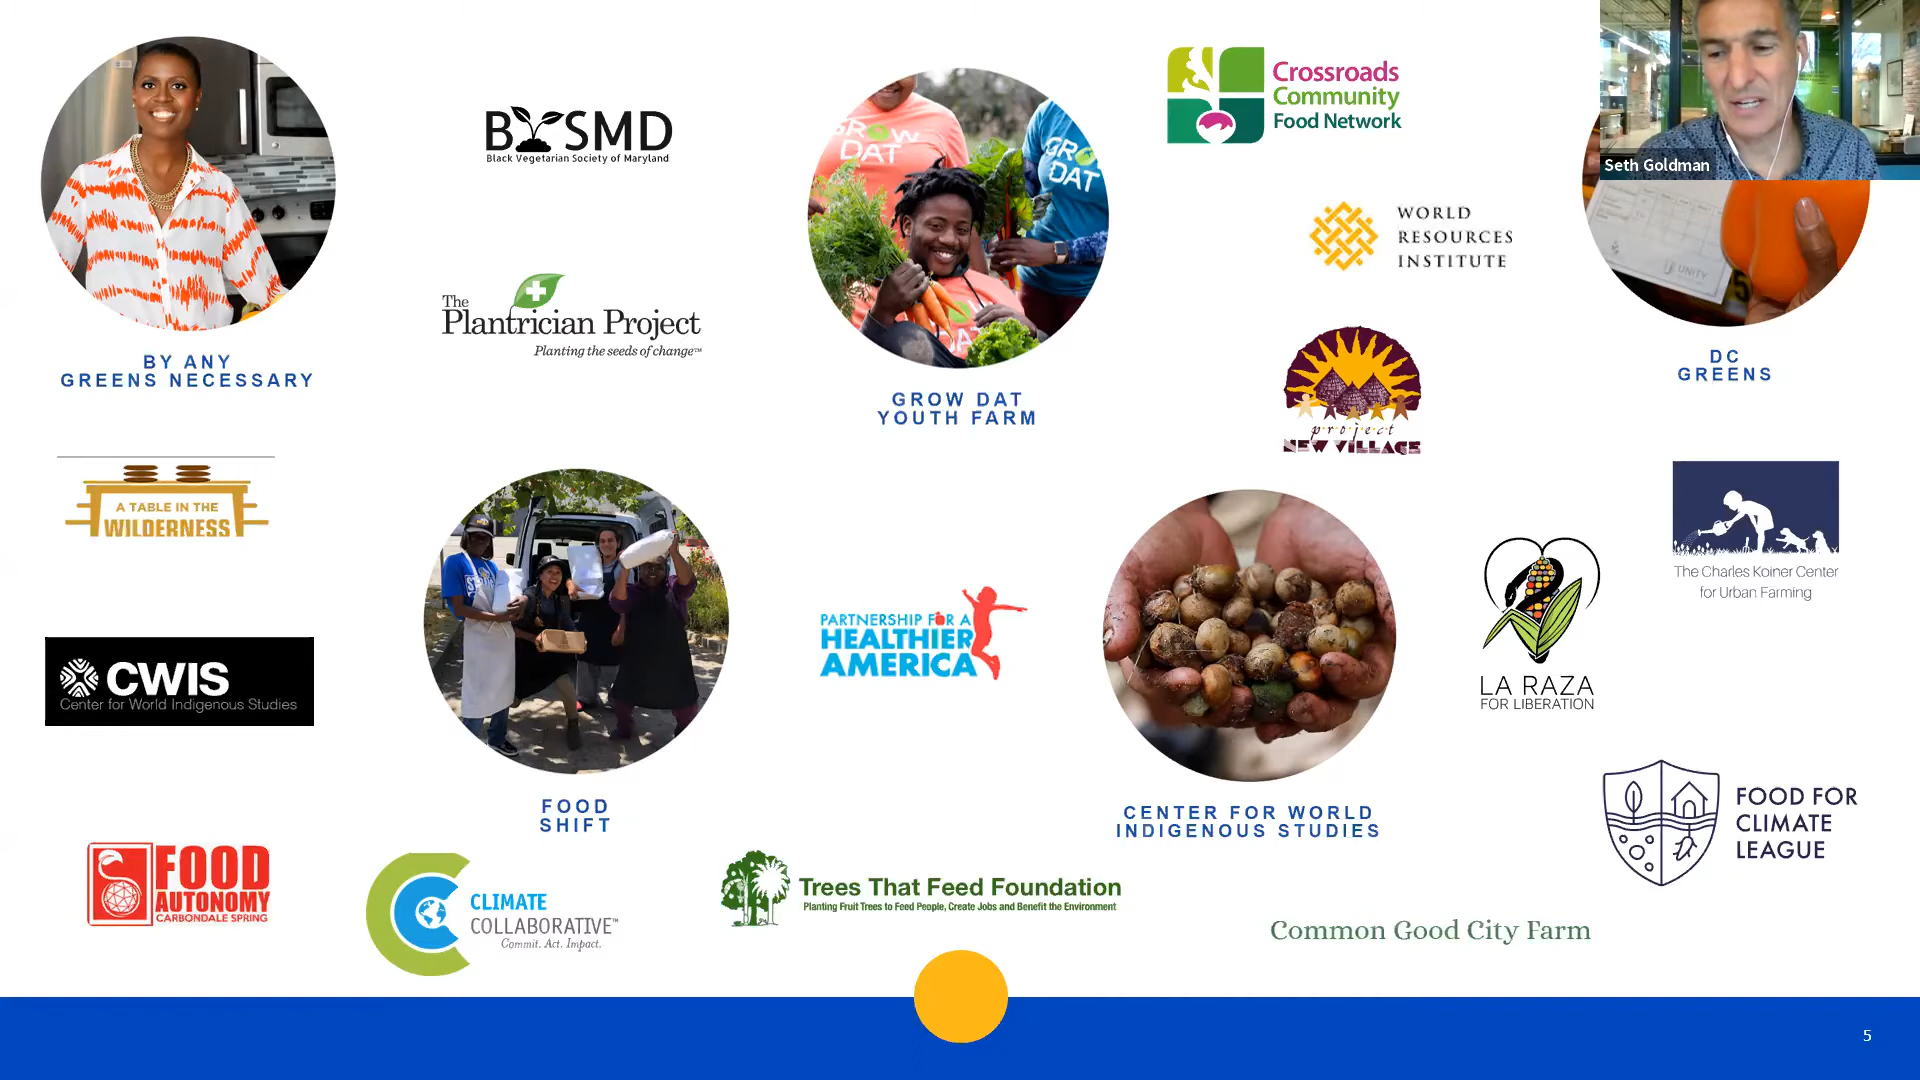 BVSMD
Black Vegetarian Society of Maryland
Crossroads
Community
Food Network
Seth Goldman
GROW
DAT
GRO
DAT
WORLD
RESOURCES
INSTITUTE
UNITY
The
Plantrician Project
Planting the seeds of change™
BY ANY
GREENS NECESSARY
GROW DAT
YOUTH FARM
DC
GREENS
project
NEW VILLAGE
A TABLE IN THE
WILDERNESS
The Charles Koiner Center
for Urban Farming
PARTNERSHIP FOR A
HEALTHIER
AMERICA
CWIS
Center for World Indigenous Studies
LA RAZA
FOR LIBERATION
FOOD
SHIFT
CENTER FOR WORLD
INDIGENOUS STUDIES
FOOD FOR
CLIMATE
LEAGUE
FOOD
AUTONOMY
CARBONDALE SPRING
CLIMATE
COLLABORATIVE™
Commit. Act. Impact.
Trees That Feed Foundation
Planting Fruit Trees to Feed People, Create Jobs and Benefit the Environment
Common Good City Farm
5